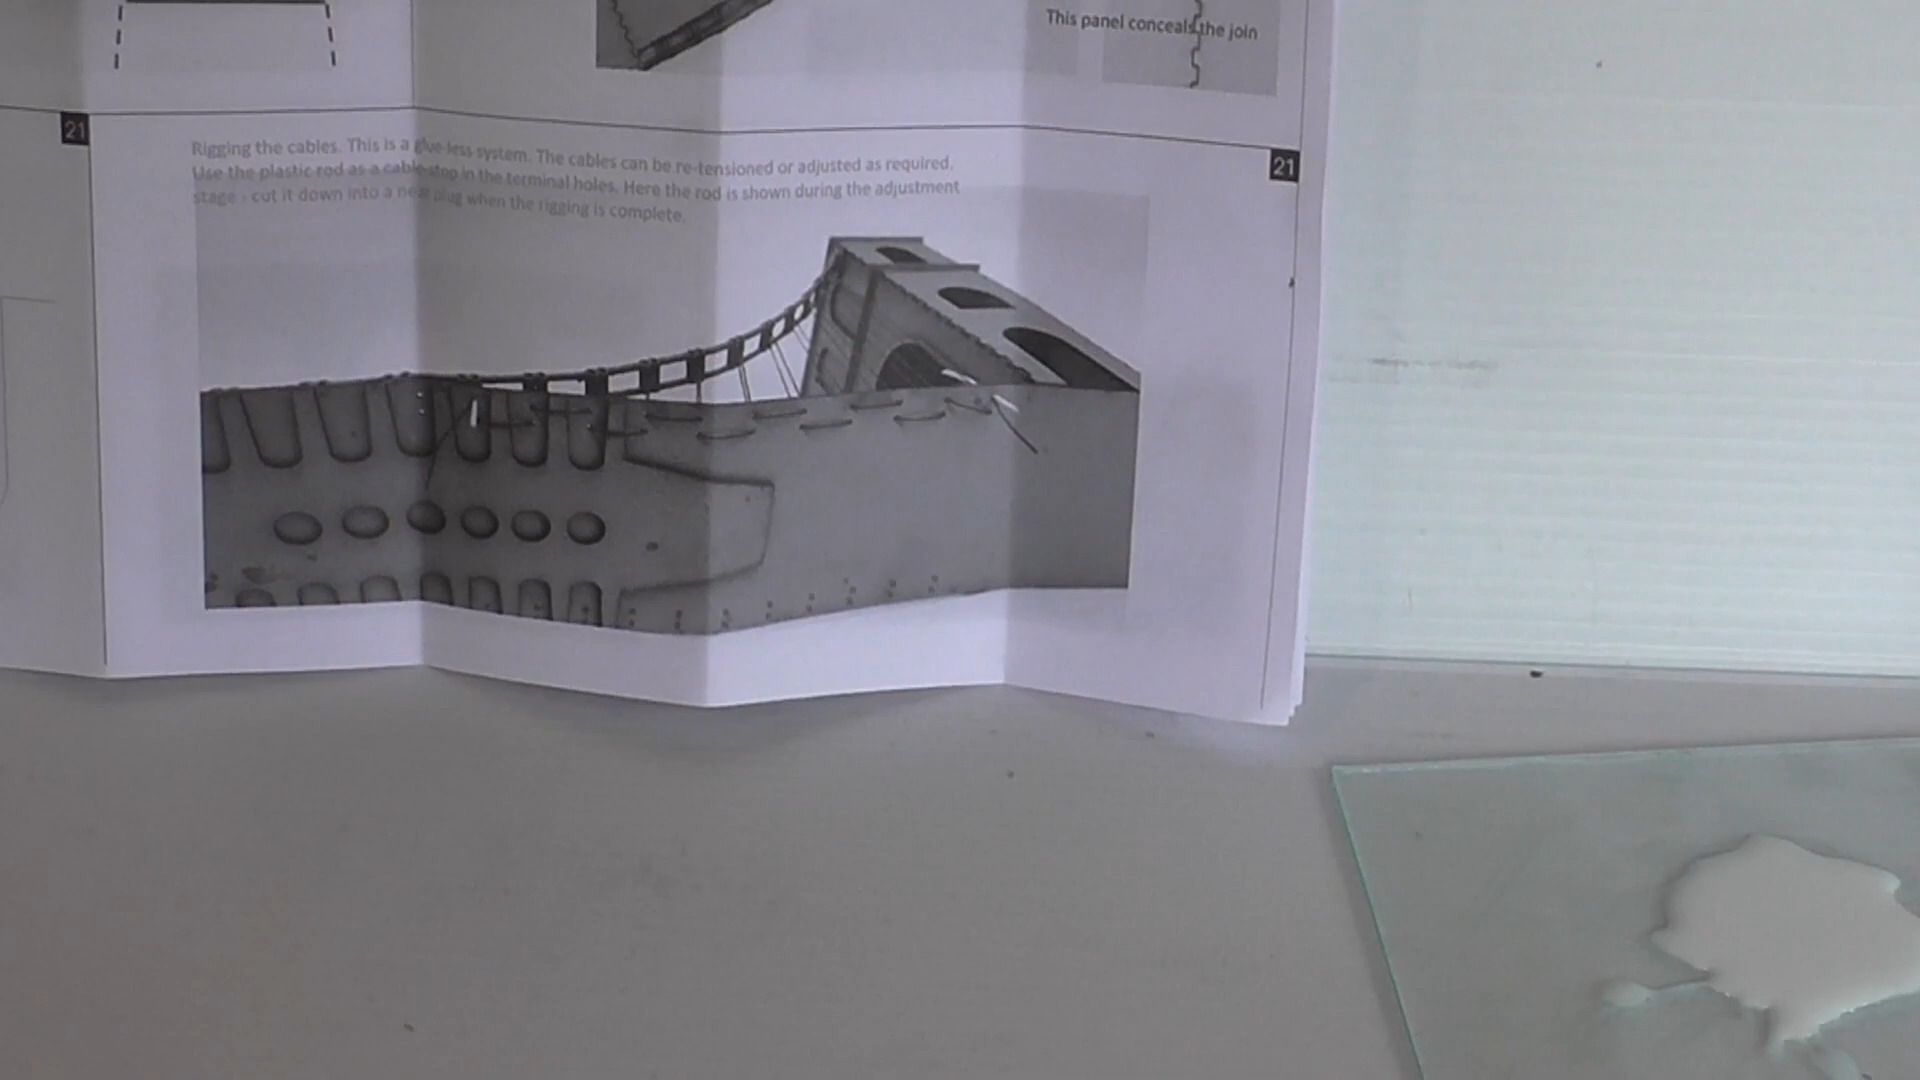 This panel conceals the join
21
21
Rigging the cables. This is a glue-less system. The cables can be re-tensioned or adjusted as required.
Use the plastic rod as a cable-stop in the terminal holes. Here the rod is shown during the adjustment
stage - cut it down into a neat plug when the rigging is complete.